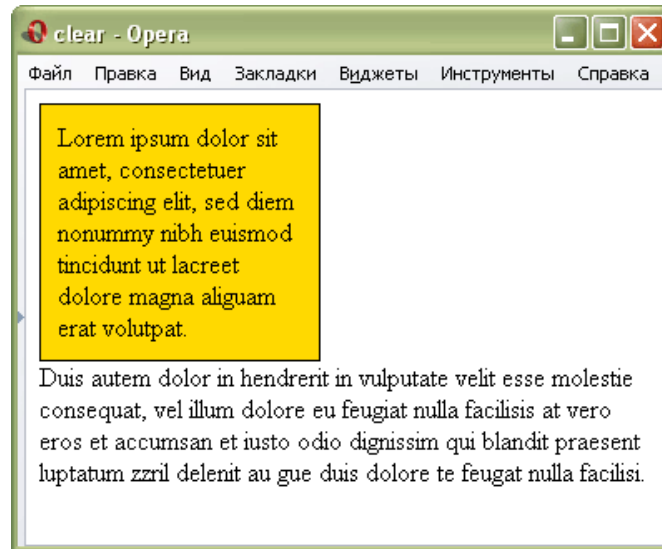 clear - Opera
Файл Правка Вид Закладки Виджеты Инструменты Справка
Lorem ipsum dolor sit
amet, consectetuer
adipiscing elit, sed diem
nonummy nibh euismod
tincidunt ut lacreet
dolore magna aliguam
erat volutpat.
Duis autem dolor in hendrerit in vulputate velit esse molestie
consequat, vel illum dolore eu feugiat nulla facilisis at vero
eros et accumsan et iusto odio dignissim qui blandit praesent
luptatum zzril delenit au gue duis dolore te feugat nulla facilisi.